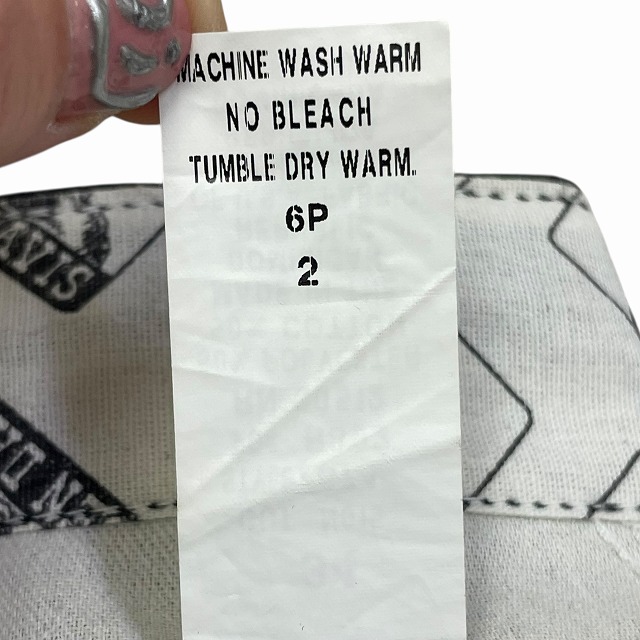 MACHINE WASH WARM
NO BLEACH
TUMBLE DRY WARM.
6P
2